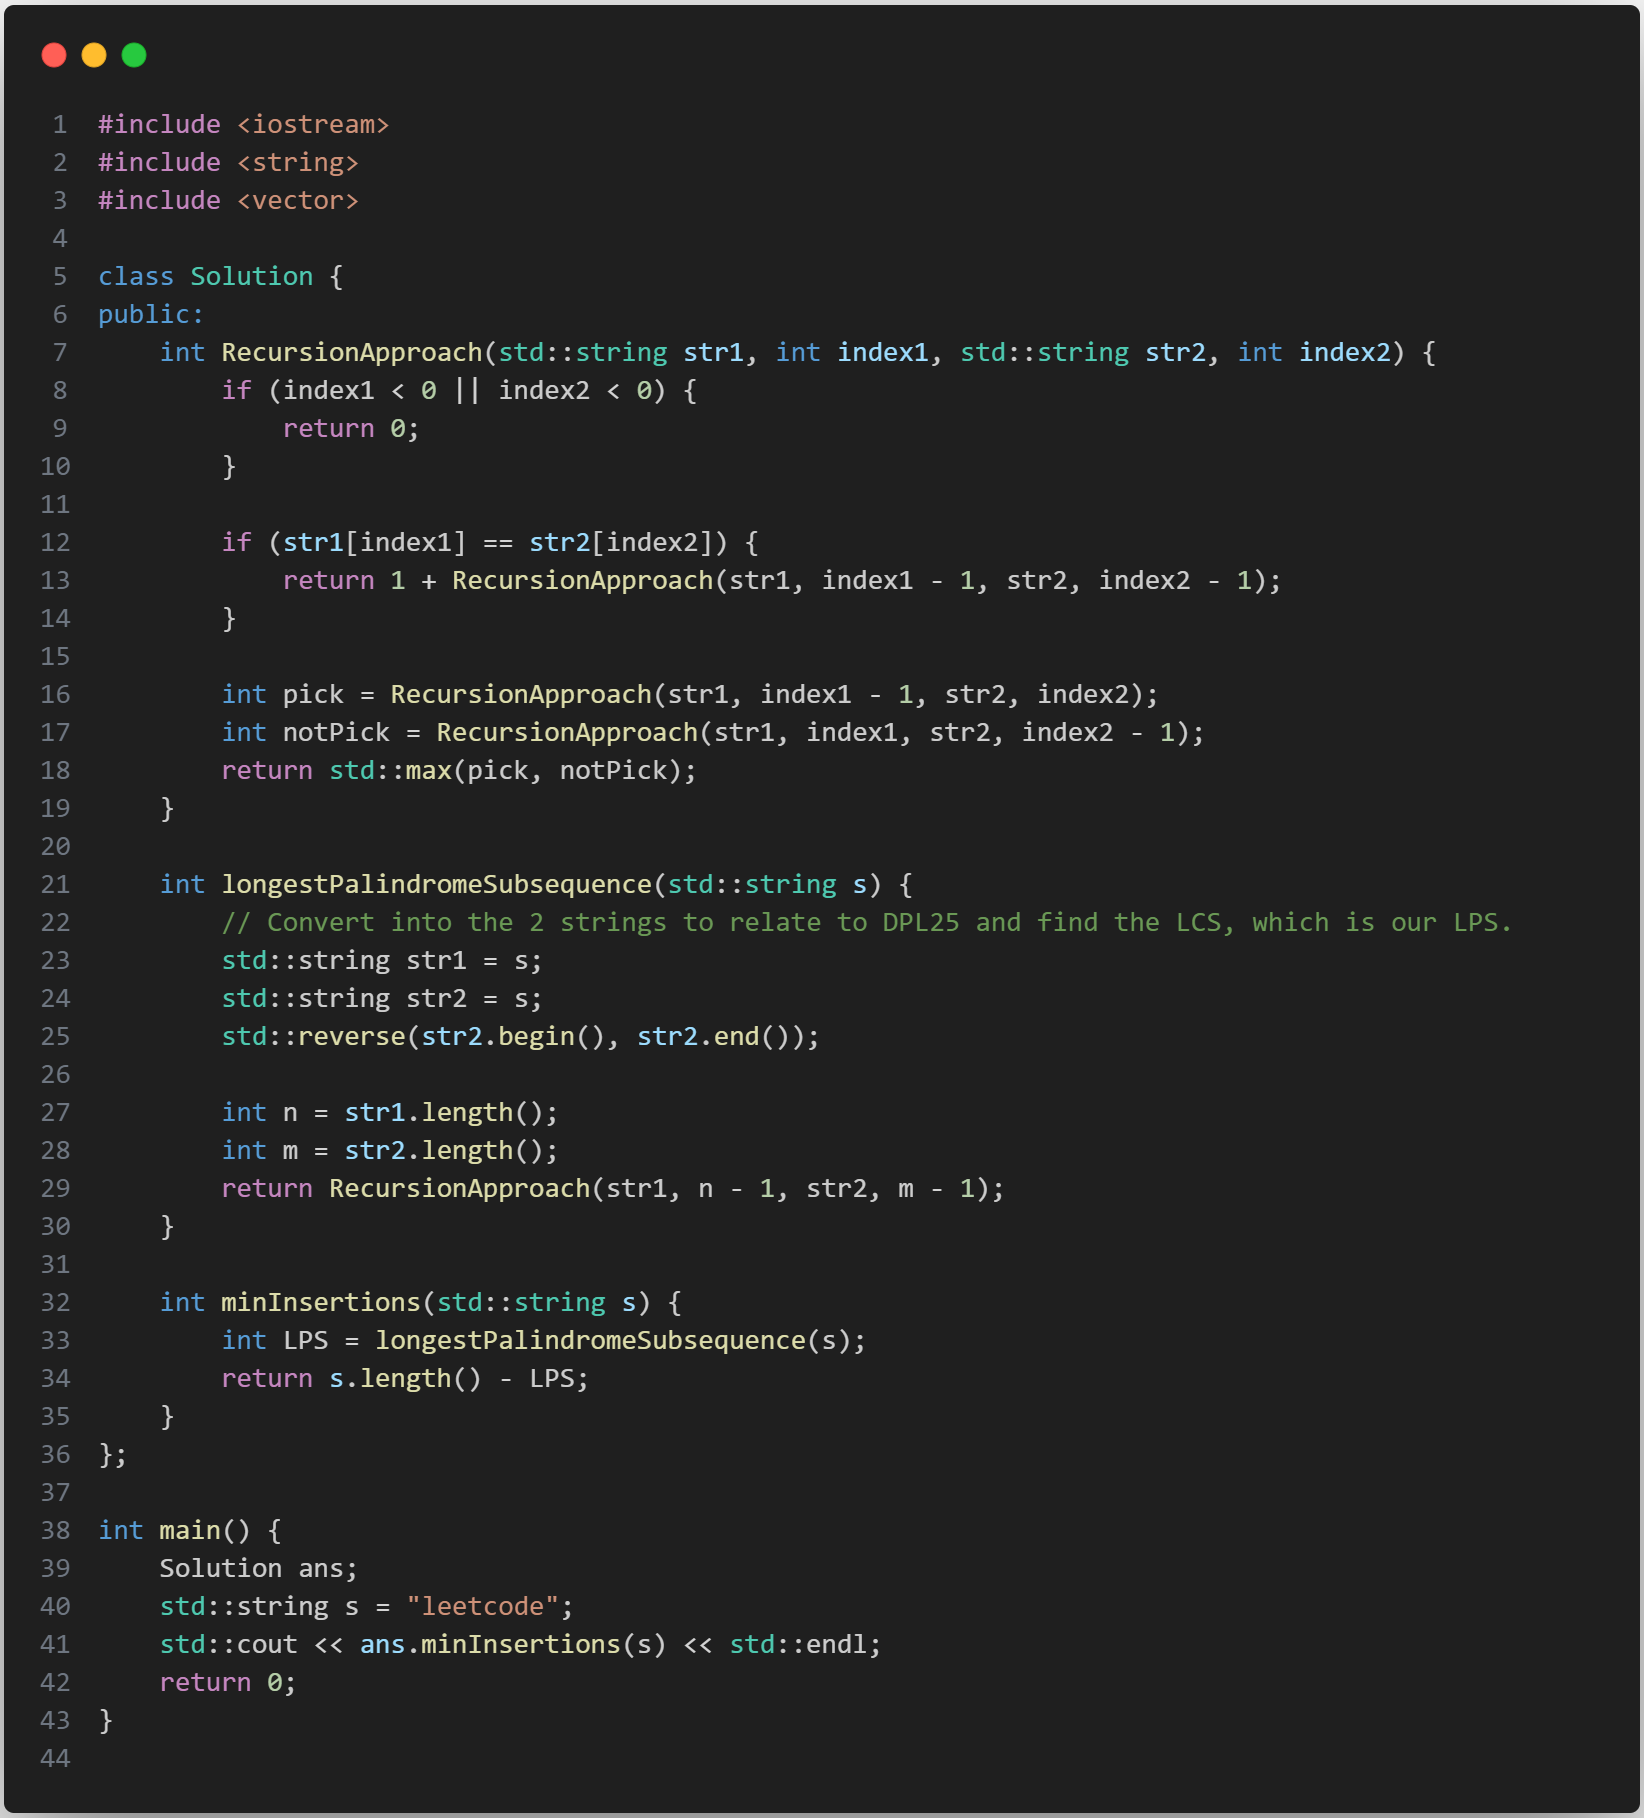 1 #include <iostream>
2 #include <string>
3 #include <vector>
4
5 class Solution {
6 public:
7     int RecursionApproach(std::string str1, int index1, std::string str2, int index2) {
8         if (index1 < 0 || index2 < 0) {
9             return 0;
10         }
11
12         if (str1[index1] == str2[index2]) {
13             return 1 + RecursionApproach(str1, index1 - 1, str2, index2 - 1);
14         }
15
16         int pick = RecursionApproach(str1, index1 - 1, str2, index2);
17         int notPick = RecursionApproach(str1, index1, str2, index2 - 1);
18         return std::max(pick, notPick);
19     }
20
21     int longestPalindromeSubsequence(std::string s) {
22         // Convert into the 2 strings to relate to DPL25 and find the LCS, which is our LPS.
23         std::string str1 = s;
24         std::string str2 = s;
25         std::reverse(str2.begin(), str2.end());
26
27         int n = str1.length();
28         int m = str2.length();
29         return RecursionApproach(str1, n - 1, str2, m - 1);
30     }
31
32     int minInsertions(std::string s) {
33         int LPS = longestPalindromeSubsequence(s);
34         return s.length() - LPS;
35     }
36 };
37
38 int main() {
39     Solution ans;
40     std::string s = "leetcode";
41     std::cout << ans.minInsertions(s) << std::endl;
42     return 0;
43 }
44